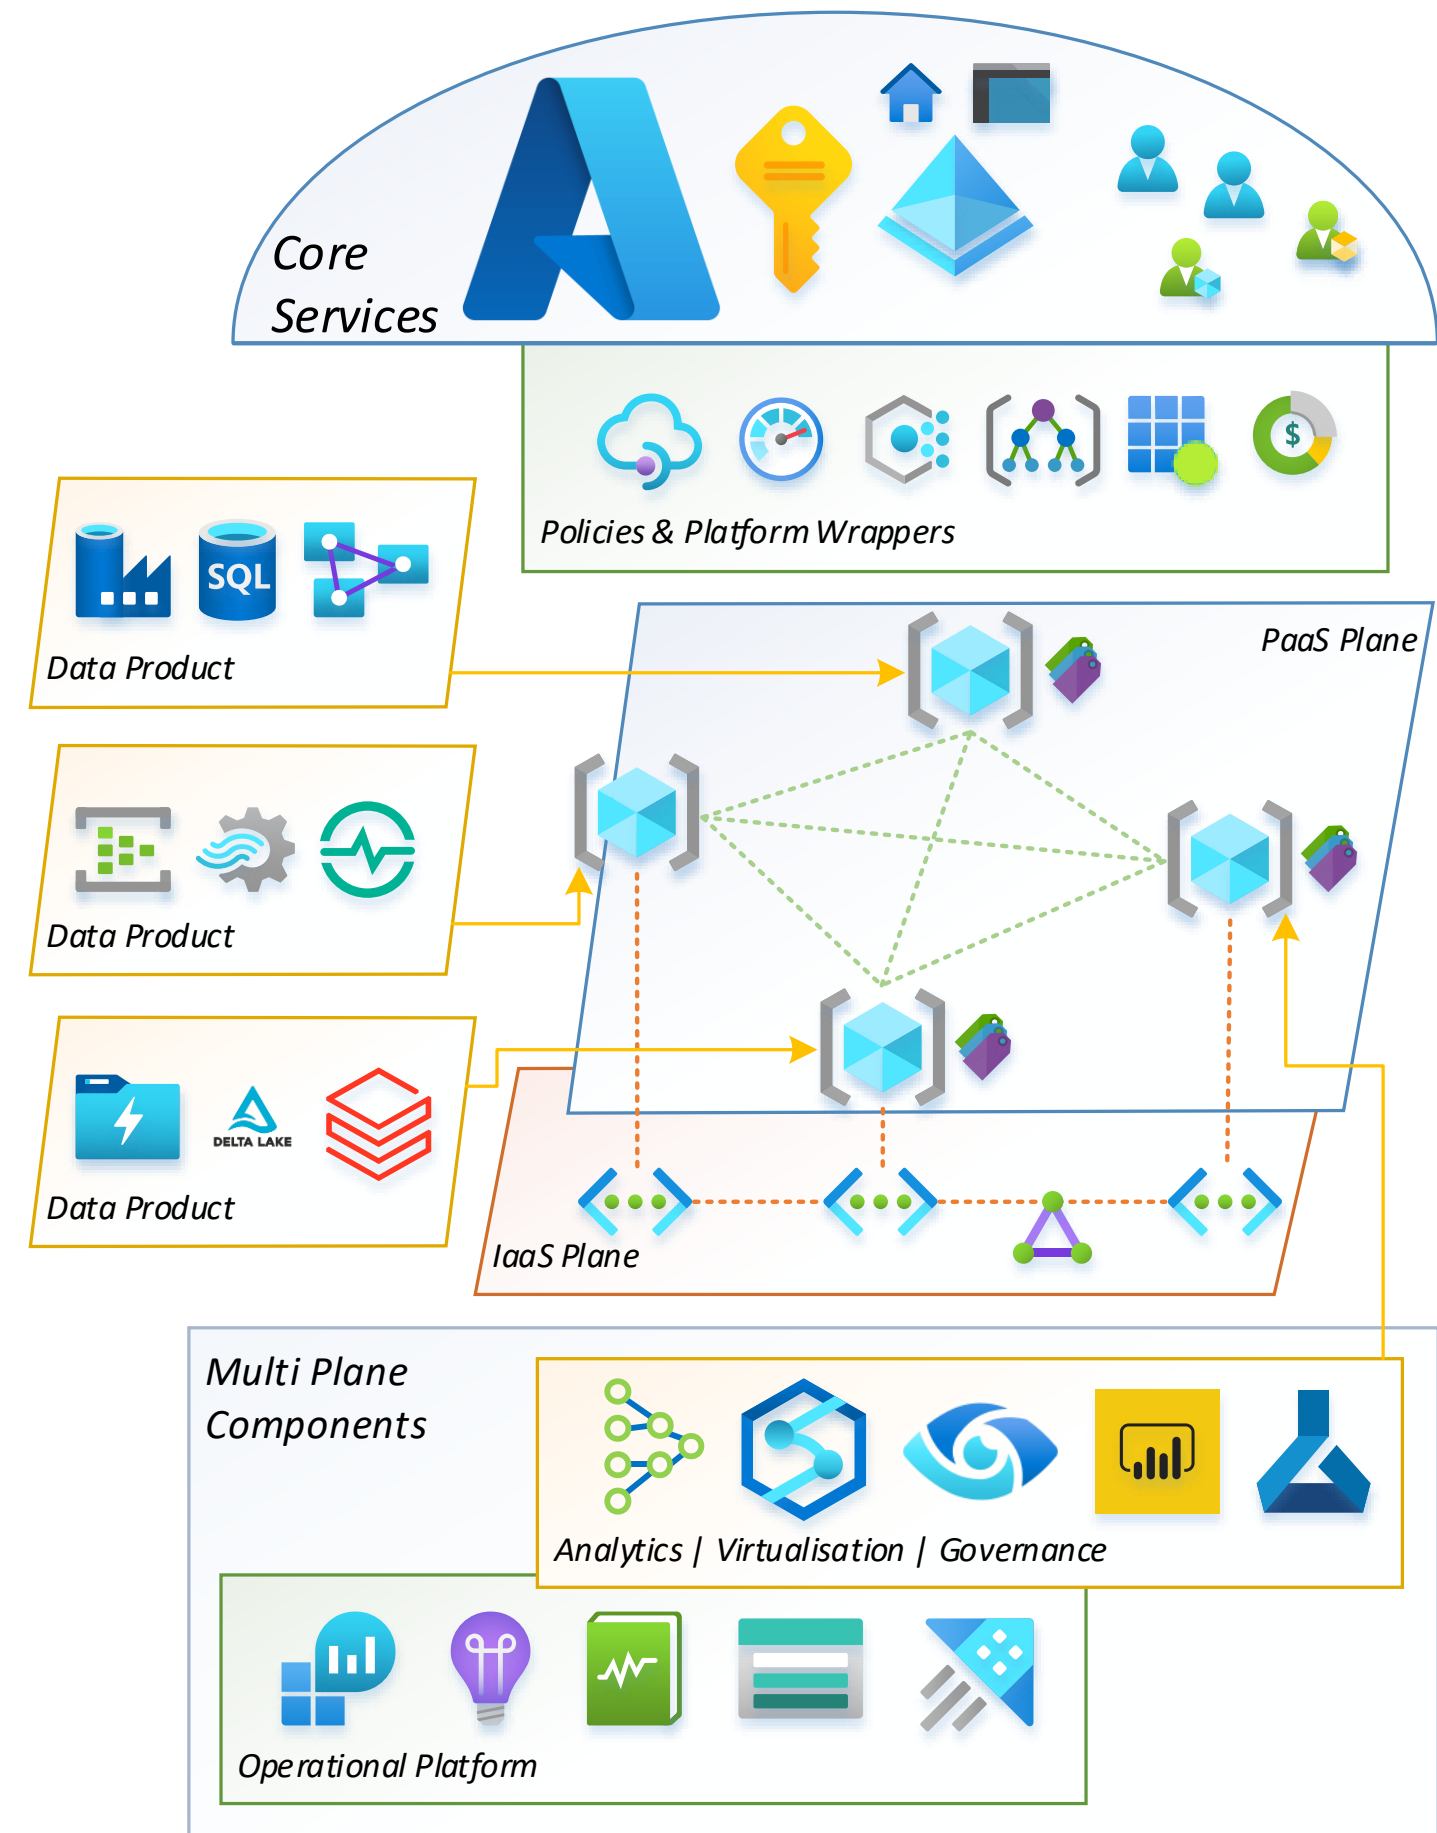 Core
Services
$
Policies & Platform Wrappers
SQL
Data Product
PaaS Plane
Data Product
DELTA LAKE
Data Product
IaaS Plane
Multi Plane
Components
Analytics | Virtualisation | Governance
Operational Platform